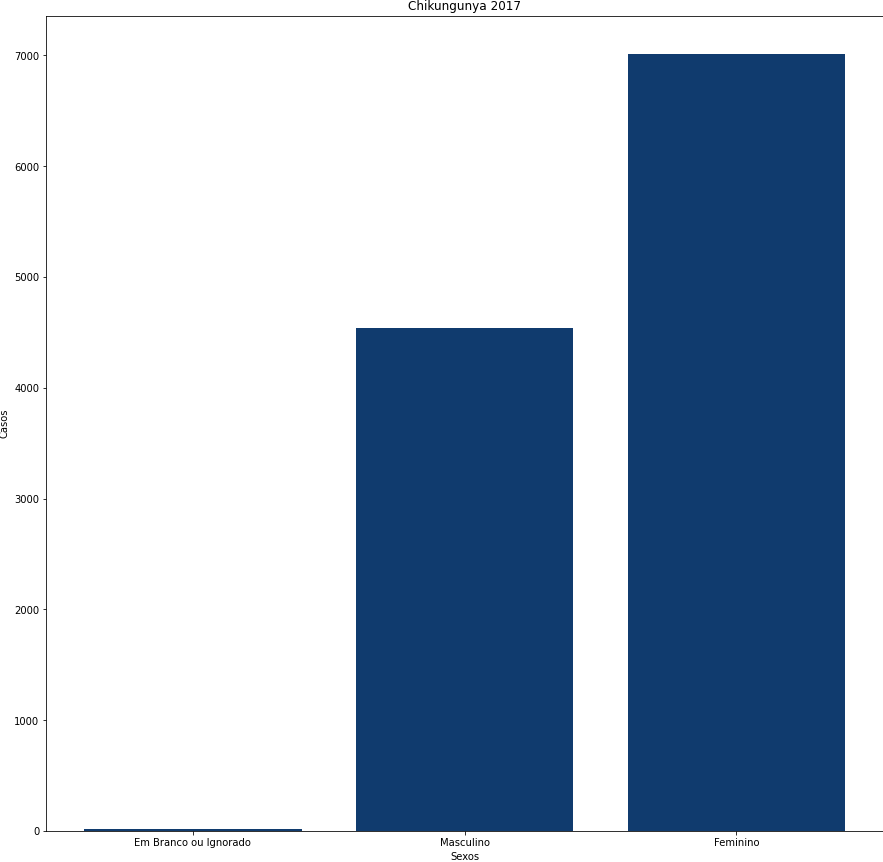 Chikungunya 2017
7000
6000
5000
4000
3000
2000
1000
0
Casos
Em Branco ou Ignorado
Masculino
Feminino
Sexos